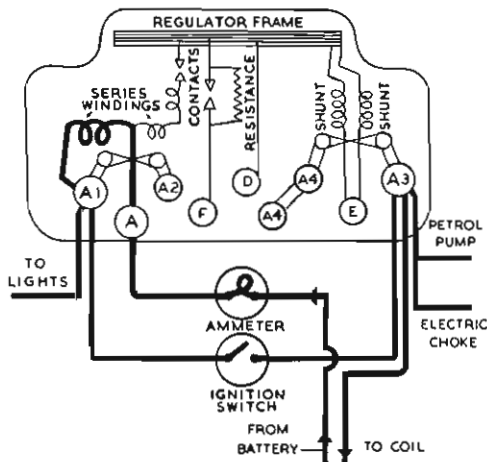 REGULATOR FRAME
SERIES
WINDINGS
CONTACTS
RESISTANCE
SHUNT
SHUNT
A1
A2
A
F
D
A4
A4
E
A3
TO
LIGHTS
PETROL
PUMP
AMMETER
ELECTRIC
CHOKE
IGNITION
SWITCH
FROM
BATTERY
TO COIL